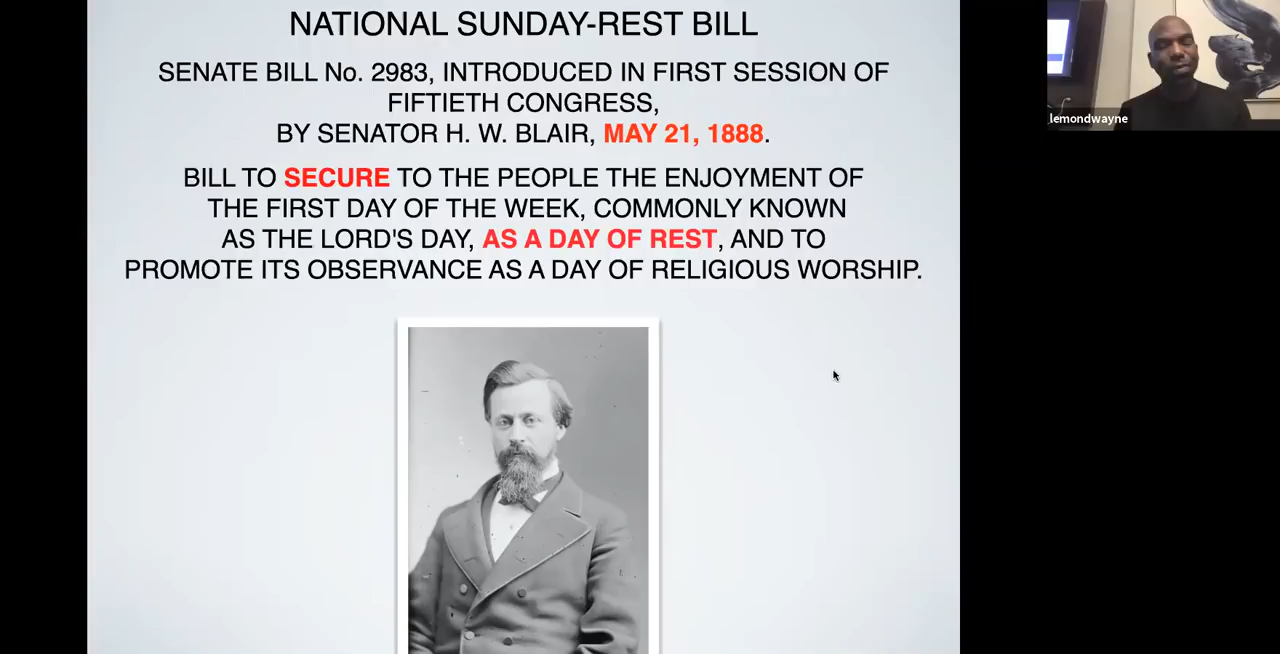 NATIONAL SUNDAY-REST BILL
SENATE BILL No. 2983, INTRODUCED IN FIRST SESSION OF
FIFTIETH CONGRESS,
BY SENATOR H. W. BLAIR, MAY 21, 1888.
BILL TO SECURE TO THE PEOPLE THE ENJOYMENT OF
THE FIRST DAY OF THE WEEK, COMMONLY KNOWN
AS THE LORD'S DAY, AS A DAY OF REST, AND TO
PROMOTE ITS OBSERVANCE AS A DAY OF RELIGIOUS WORSHIP.
lemondwayne